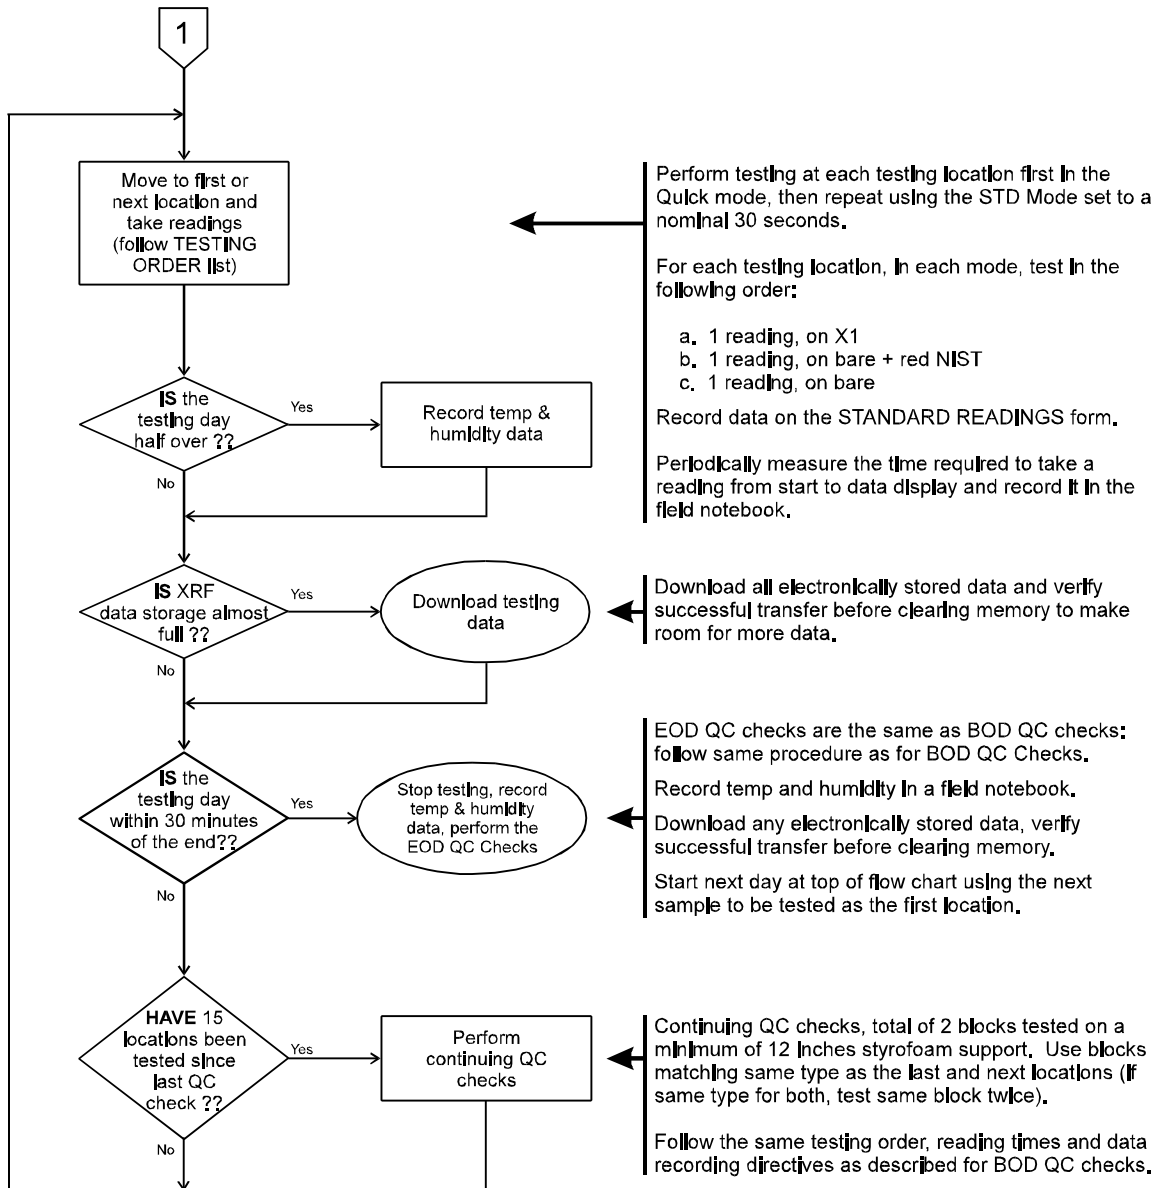 1
Move to first or
next location and
take readings
(follow TESTING
ORDER list)
Perform testing at each testing location first in the
Quick mode, then repeat using the STD Mode set to a
nominal 30 seconds.
For each testing location, in each mode, test in the
following order:
a. 1 reading, on X1
b. 1 reading, on bare + red NIST
c. 1 reading, on bare
Record data on the STANDARD READINGS form.
Periodically measure the time required to take a
reading from start to data display and record it in the
field notebook.
IS the
testing day
half over ??
Yes
No
Record temp &
humidity data
IS XRF
data storage almost
full ??
Yes
No
Download testing
data
Download all electronically stored data and verify
successful transfer before clearing memory to make
room for more data.
IS the
testing day
within 30 minutes
of the end??
Yes
No
Stop testing, record
temp & humidity
data, perform the
EOD QC Checks
EOD QC checks are the same as BOD QC checks:
follow same procedure as for BOD QC Checks.
Record temp and humidity in a field notebook.
Download any electronically stored data, verify
successful transfer before clearing memory.
Start next day at top of flow chart using the next
sample to be tested as the first location.
HAVE 15
locations been
tested since
last QC
check ??
Yes
No
Perform
continuing QC
checks
Continuing QC checks, total of 2 blocks tested on a
minimum of 12 inches styrofoam support.  Use blocks
matching same type as the last and next locations (if
same type for both, test same block twice).
Follow the same testing order, reading times and data
recording directives as described for BOD QC checks.